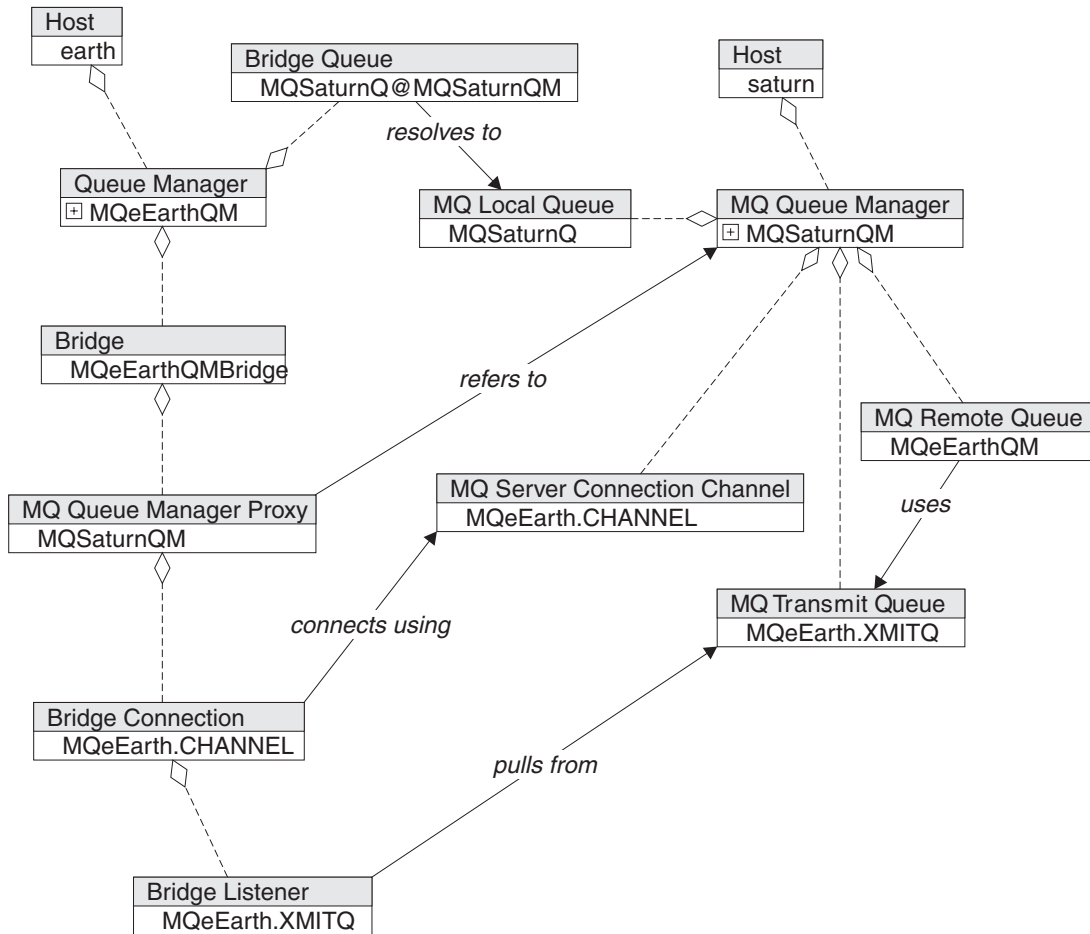 Host
earth
Bridge Queue
MQSaturnQ@MQSaturnQM
Host
saturn
resolves to
Queue Manager
MQeEarthQM
MQ Local Queue
MQSaturnQ
MQ Queue Manager
MQSaturnQM
Bridge
MQeEarthQMBridge
refers to
MQ Remote Queue
MQeEarthQM
MQ Queue Manager Proxy
MQSaturnQM
MQ Server Connection Channel
MQeEarth.CHANNEL
uses
connects using
MQ Transmit Queue
MQeEarth.XMITQ
Bridge Connection
MQeEarth.CHANNEL
pulls from
Bridge Listener
MQeEarth.XMITQ